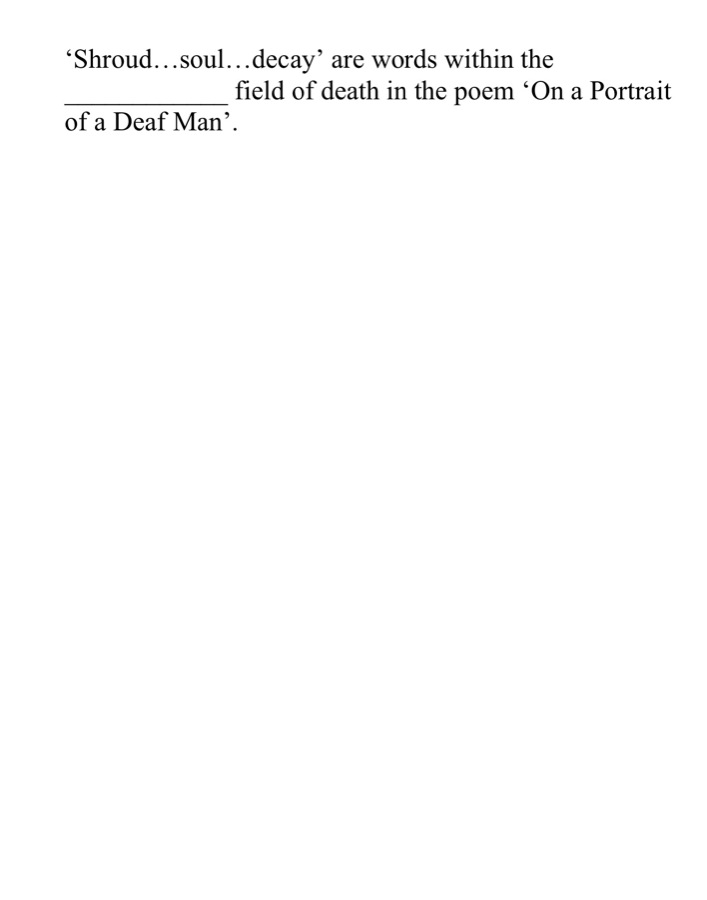 ‘Shroud…soul…decay’ are words within the
____________ field of death in the poem ‘On a Portrait
of a Deaf Man’.